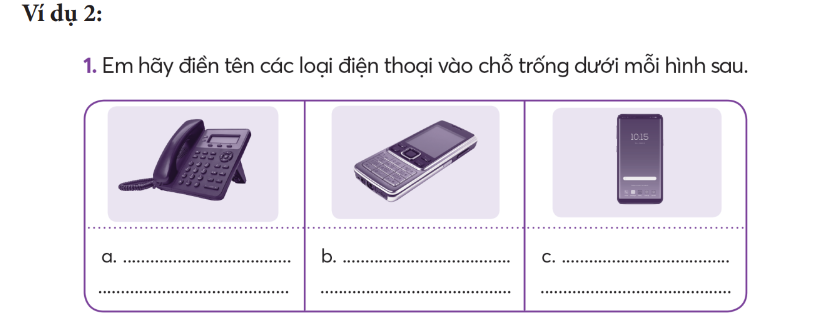 Ví dụ 2:
1. Em hãy điền tên các loại điện thoại vào chỗ trống dưới mỗi hình sau.
10:15
a. ....................................
b. ....................................
c. ....................................